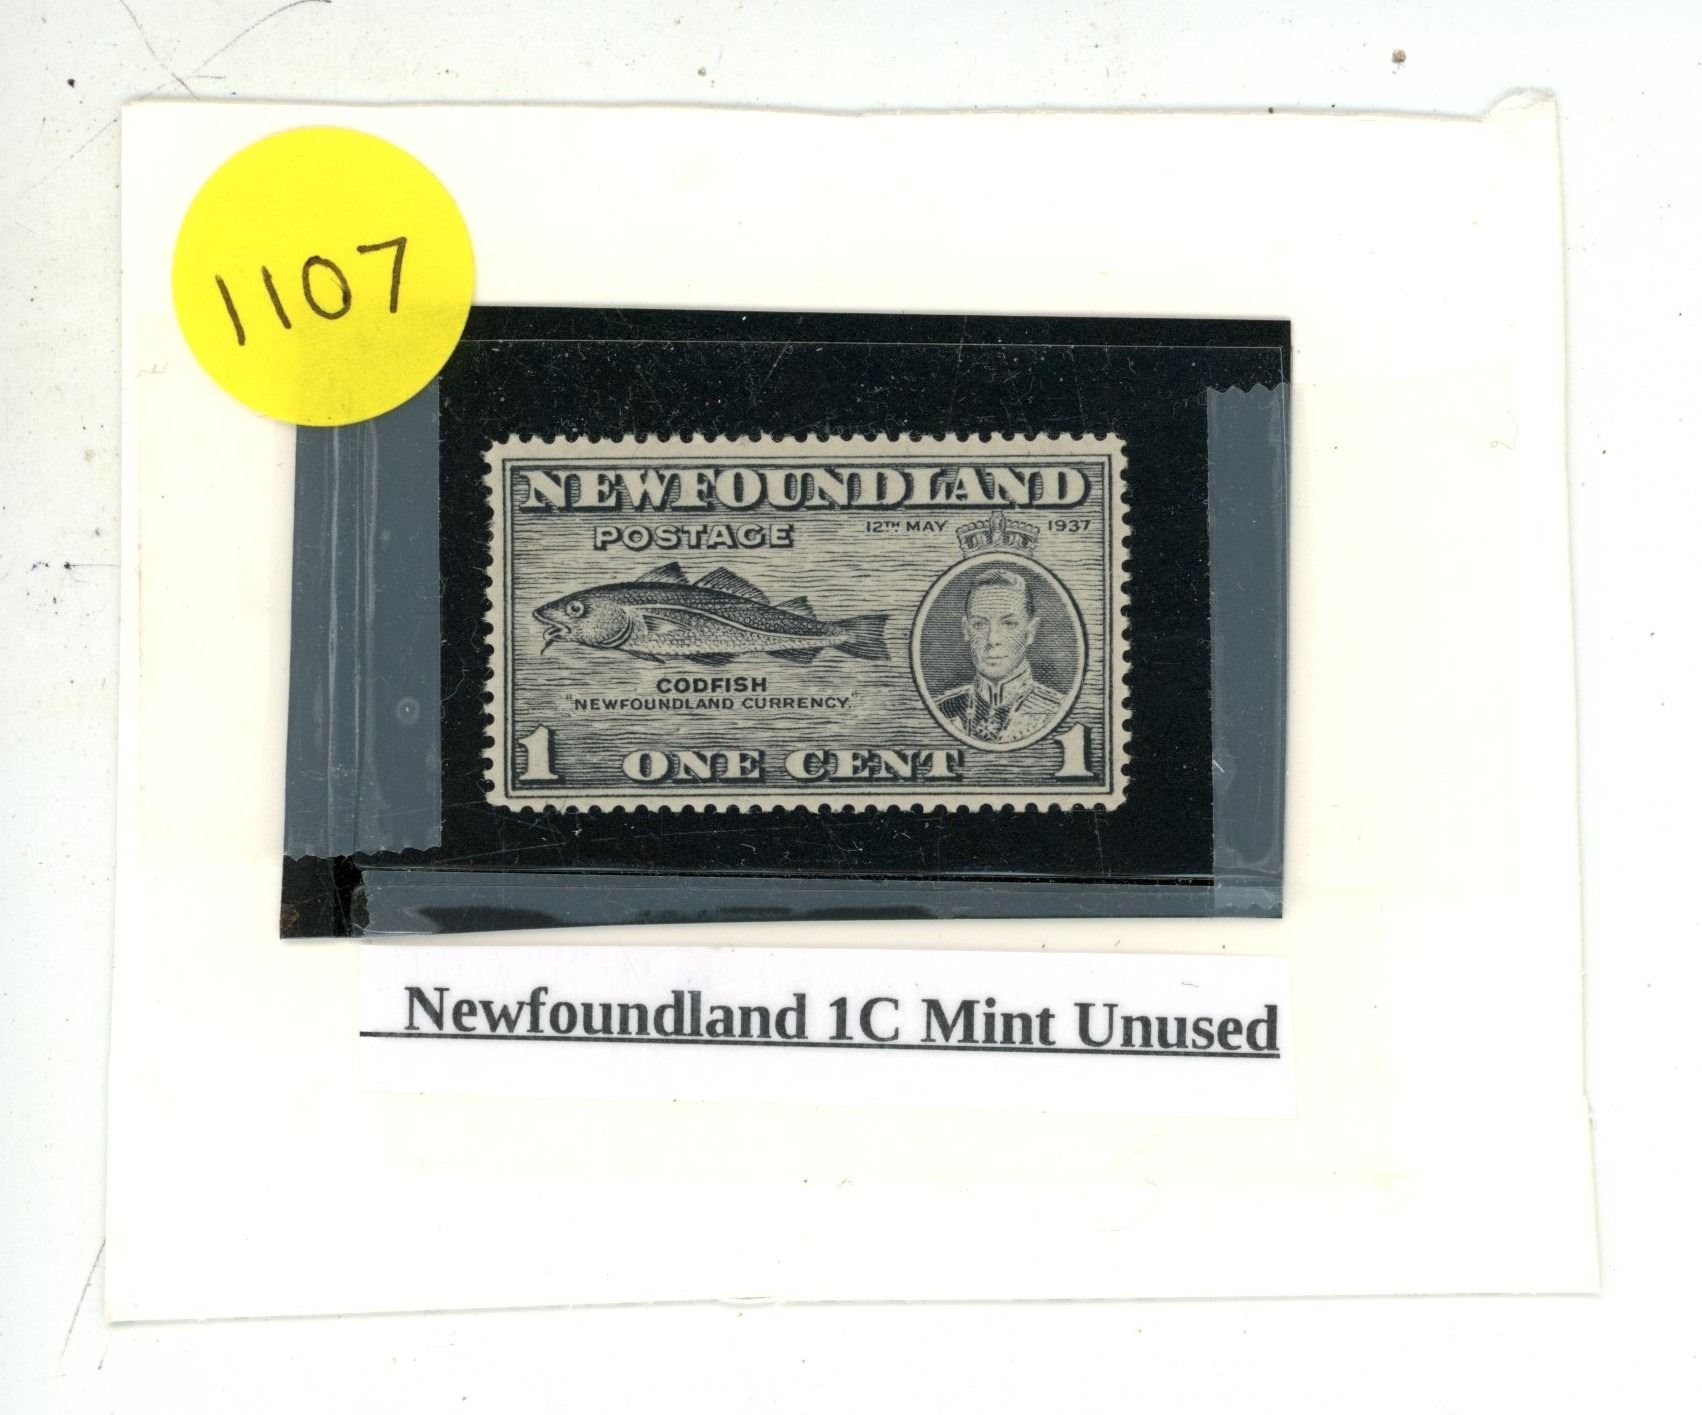 1107
NEWFOUNDLAND
POSTAGE
12TH MAY 1937
CODFISH
"NEWFOUNDLAND CURRENCY."
1 ONE CENT 1
Newfoundland 1C Mint Unused